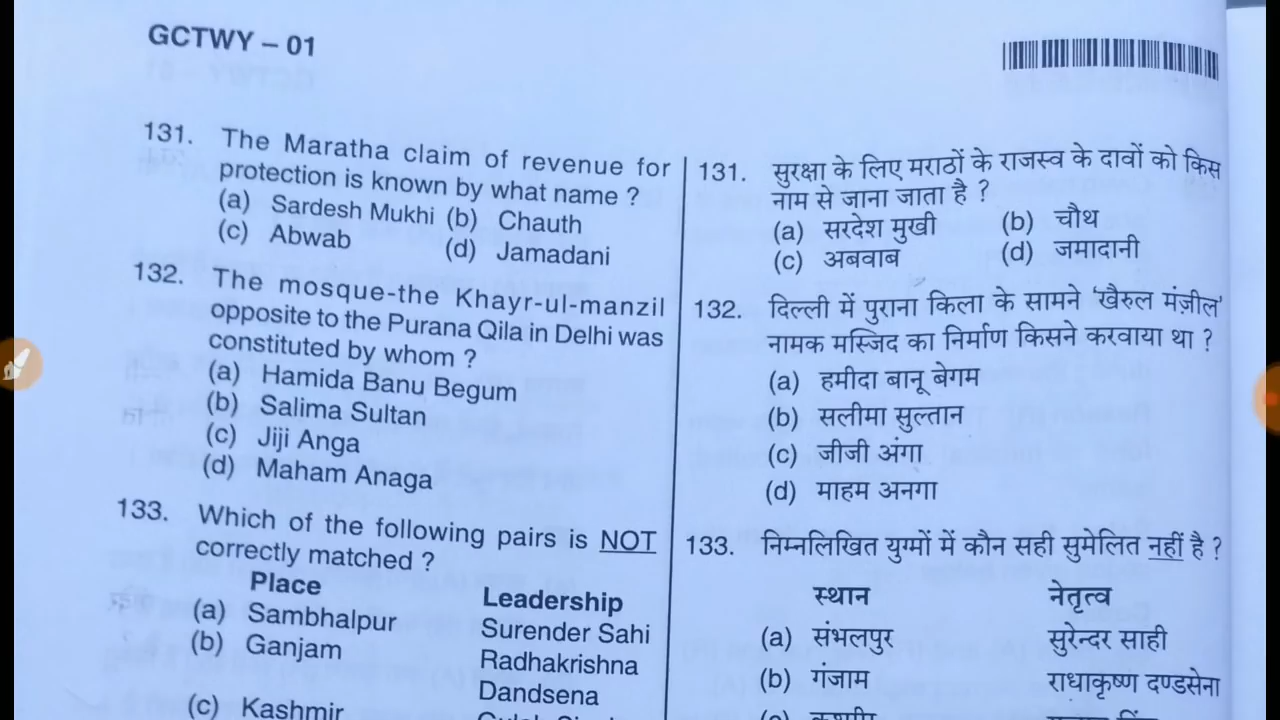 GCTWY – 01
131. The Maratha claim of revenue for
protection is known by what name ?
(a) Sardesh Mukhi (b) Chauth
(c) Abwab (d) Jamadani
132. The mosque-the Khayr-ul-manzil
opposite to the Purana Qila in Delhi was
constituted by whom ?
(a) Hamida Banu Begum
(b) Salima Sultan
(c) Jiji Anga
(d) Maham Anaga
133. Which of the following pairs is NOT
correctly matched ?
Place Leadership
(a) Sambhalpur Surender Sahi
(b) Ganjam Radhakrishna
Dandsena
(c) Kashmir
131. सुरक्षा के लिए मराठों के राजस्व के दावों को किस
नाम से जाना जाता है ?
(a) सरदेश मुखी (b) चौथ
(c) अबवाब (d) जमादानी
132. दिल्ली में पुराना किला के सामने 'खैरुल मंज़ील'
नामक मस्जिद का निर्माण किसने करवाया था ?
(a) हमीदा बानू बेगम
(b) सलीमा सुल्तान
(c) जीजी अंगा
(d) माहम अनगा
133. निम्नलिखित युग्मों में कौन सही सुमेलित नहीं है ?
स्थान नेतृत्व
(a) संभलपुर सुरेन्दर साही
(b) गंजाम राधाकृष्ण दण्डसेना